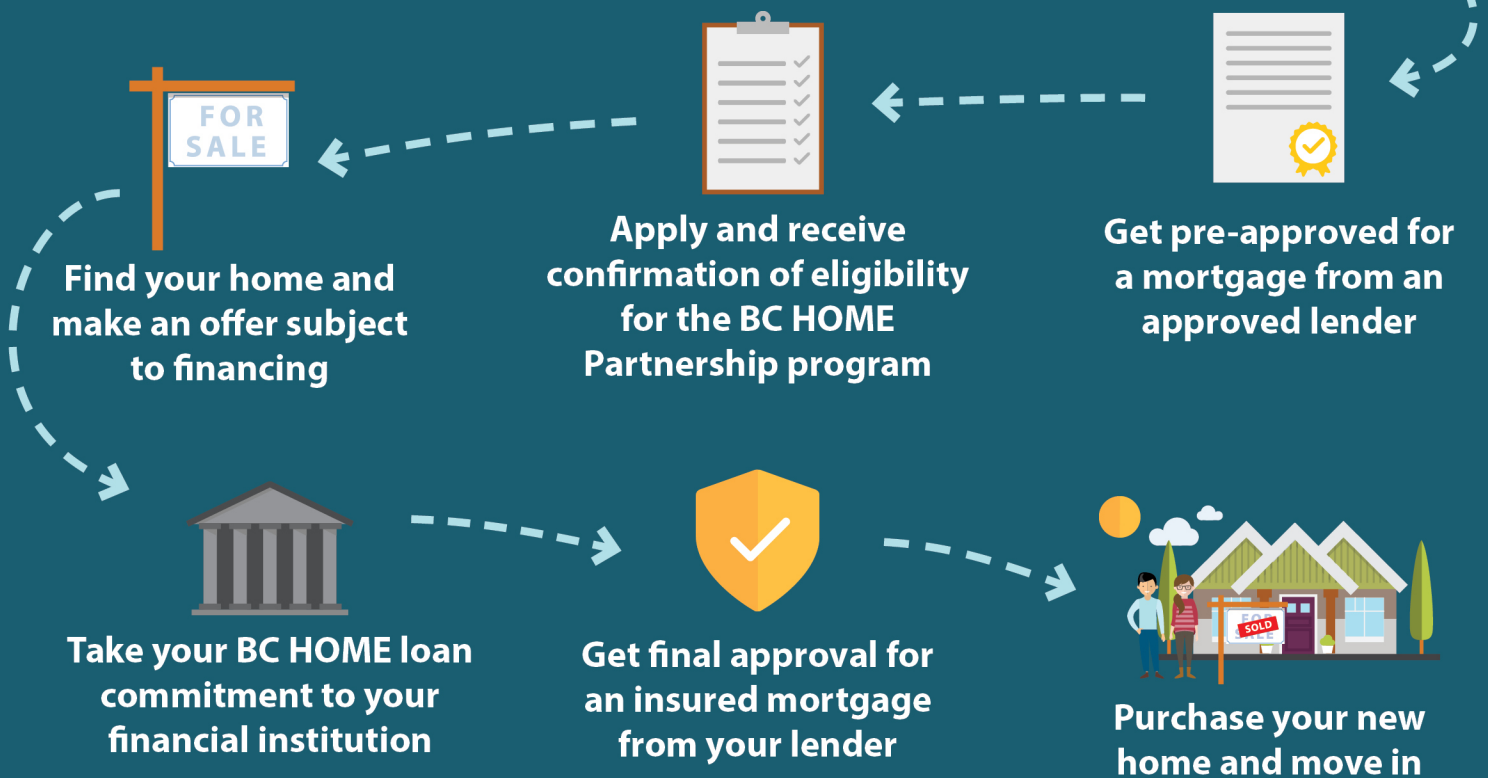 Get pre-approved for
a mortgage from an
approved lender
Apply and receive
confirmation of eligibility
for the BC HOME
Partnership program
FOR
SALE
Find your home and
make an offer subject
to financing
Take your BC HOME loan
commitment to your
financial institution
Get final approval for
an insured mortgage
from your lender
FOR
SOLD
SALE
Purchase your new
home and move in